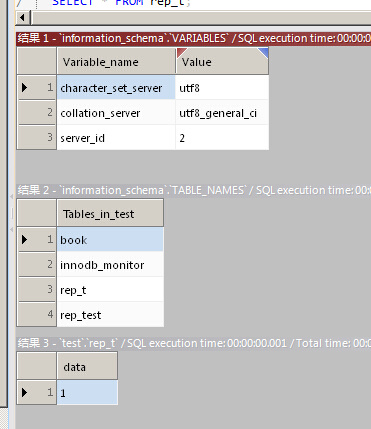 / SELECT * FROM rep_t;
结果 1 - `information_schema`.`VARIABLES` / SQL execution time: 00:00:0
Variable_name Value
1 character_set_server utf8
2 collation_server utf8_general_ci
3 server_id 2
结果 2 - `information_schema`.`TABLE_NAMES` / SQL execution time: 0
Tables_in_test
1 book
2 innodb_monitor
3 rep_t
4 rep_test
结果 3 - `test`.`rep_t` / SQL execution time: 00:00:00.001 / Total time: 00:0
data
1 1